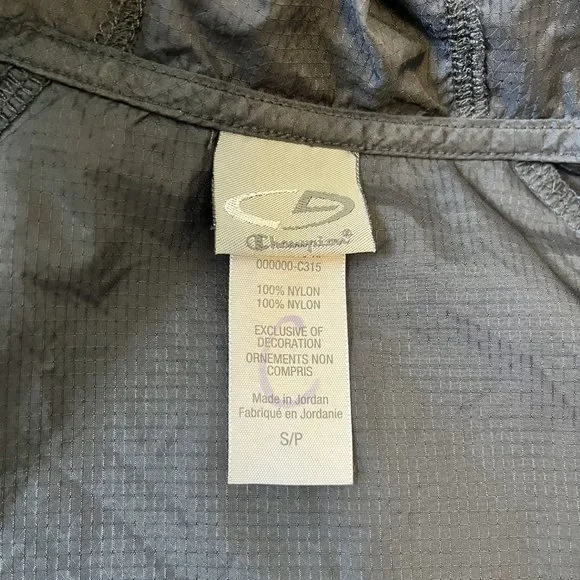 Champion®
000000-C315
100% NYLON
100% NYLON
EXCLUSIVE OF
DECORATION
ORNEMENTS NON
COMPRIS
Made in Jordan
Fabriqué en Jordanie
S/P